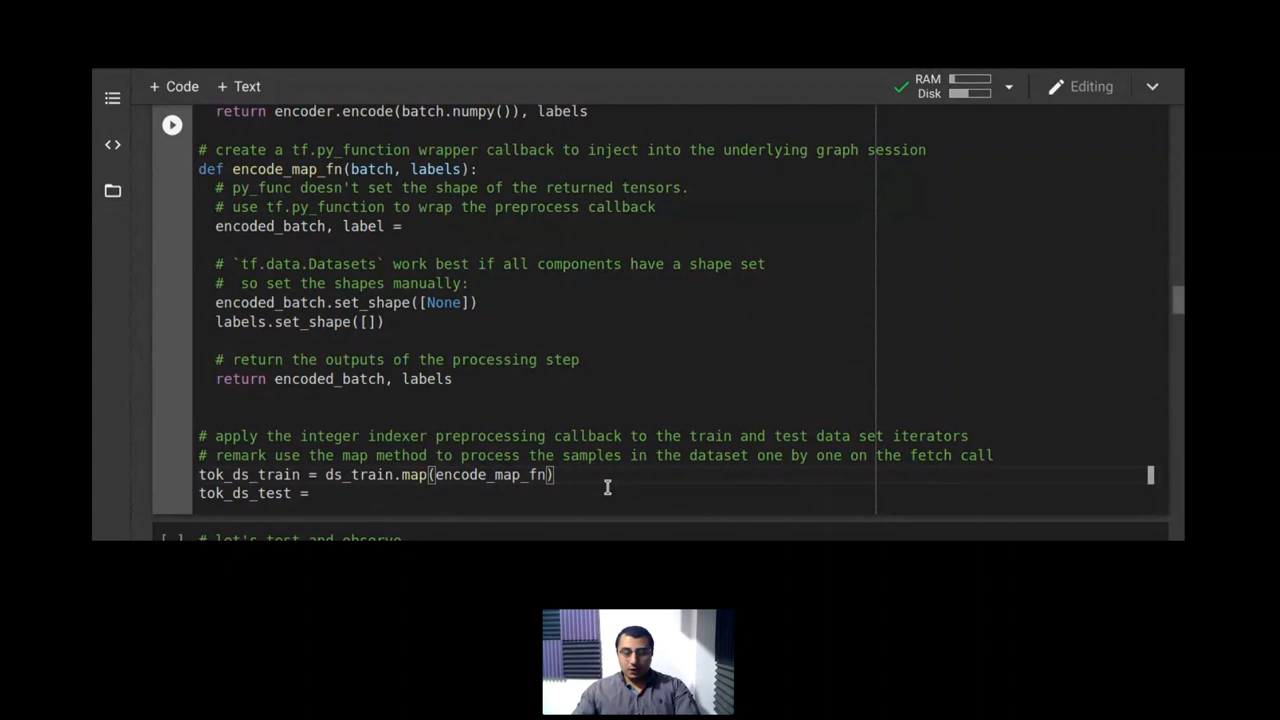 + Code + Text
RAM
Disk
Editing
return encoder.encode(batch.numpy()), labels
# create a tf.py_function wrapper callback to inject into the underlying graph session
def encode_map_fn(batch, labels):
# py_func doesn't set the shape of the returned tensors.
# use tf.py_function to wrap the preprocess callback
encoded_batch, label =
# `tf.data.Datasets` work best if all components have a shape set
#  so set the shapes manually:
encoded_batch.set_shape([None])
labels.set_shape([])
# return the outputs of the processing step
return encoded_batch, labels
# apply the integer indexer preprocessing callback to the train and test data set iterators
# remark use the map method to process the samples in the dataset one by one on the fetch call
tok_ds_train = ds_train.map(encode_map_fn)
tok_ds_test =
[ ] # let's test and observe